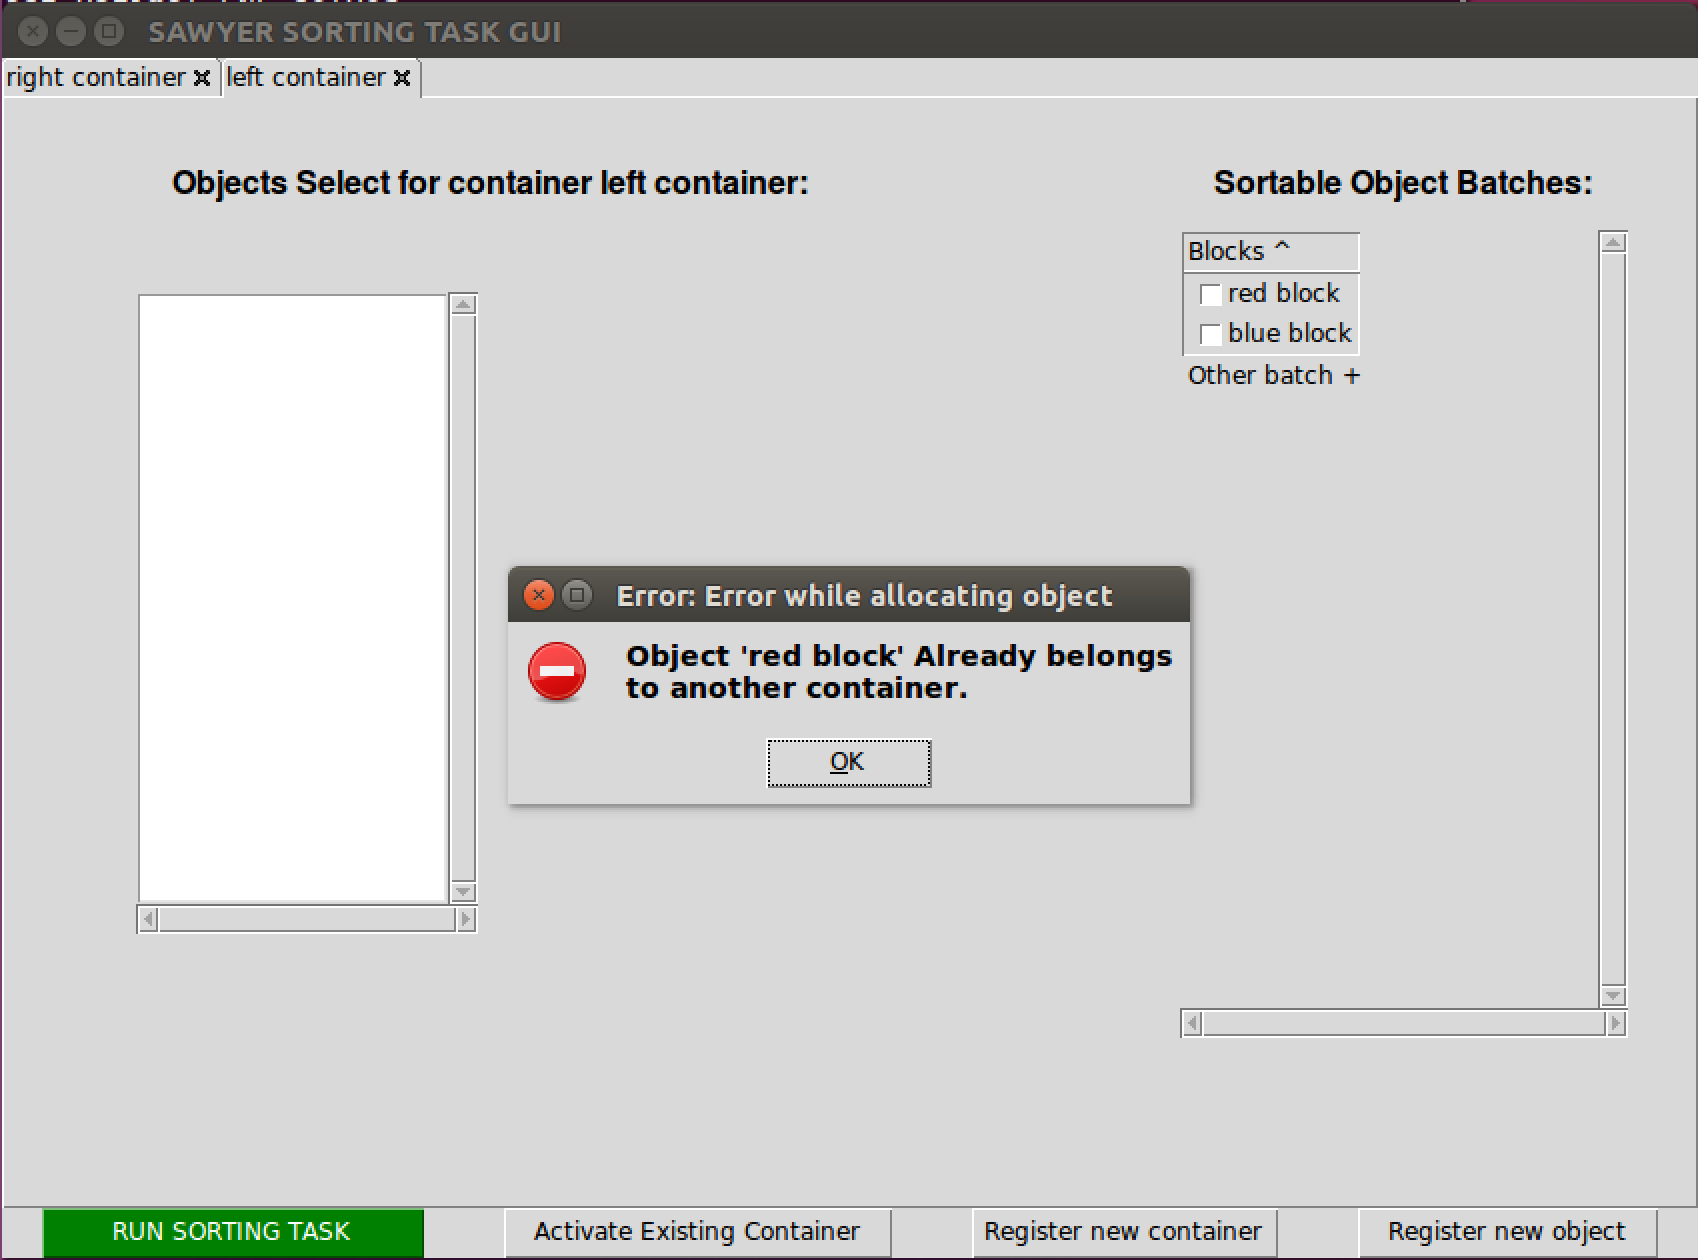 SAWYER SORTING TASK GUI
right container
left container
Objects Select for container left container:
Sortable Object Batches:
Blocks ^
red block
blue block
Other batch +
Error: Error while allocating object
Object 'red block' Already belongs
to another container.
OK
RUN SORTING TASK
Activate Existing Container
Register new container
Register new object